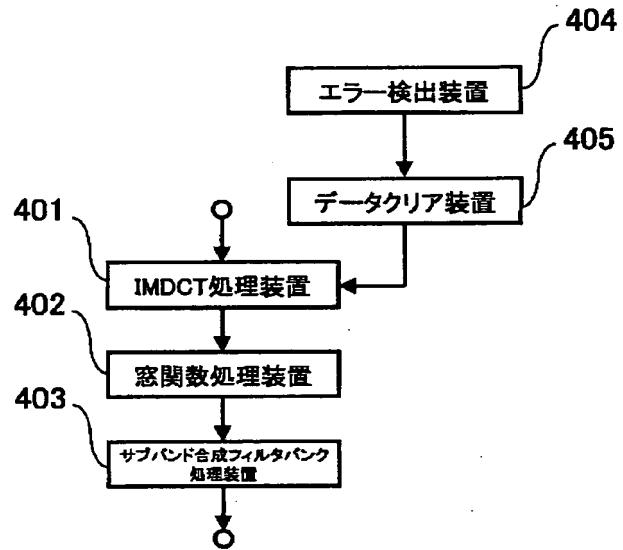 404
エラー検出装置
405
データクリア装置
401
IMDCT処理装置
402
窓関数処理装置
403
サブバンド合成フィルタバンク
処理装置